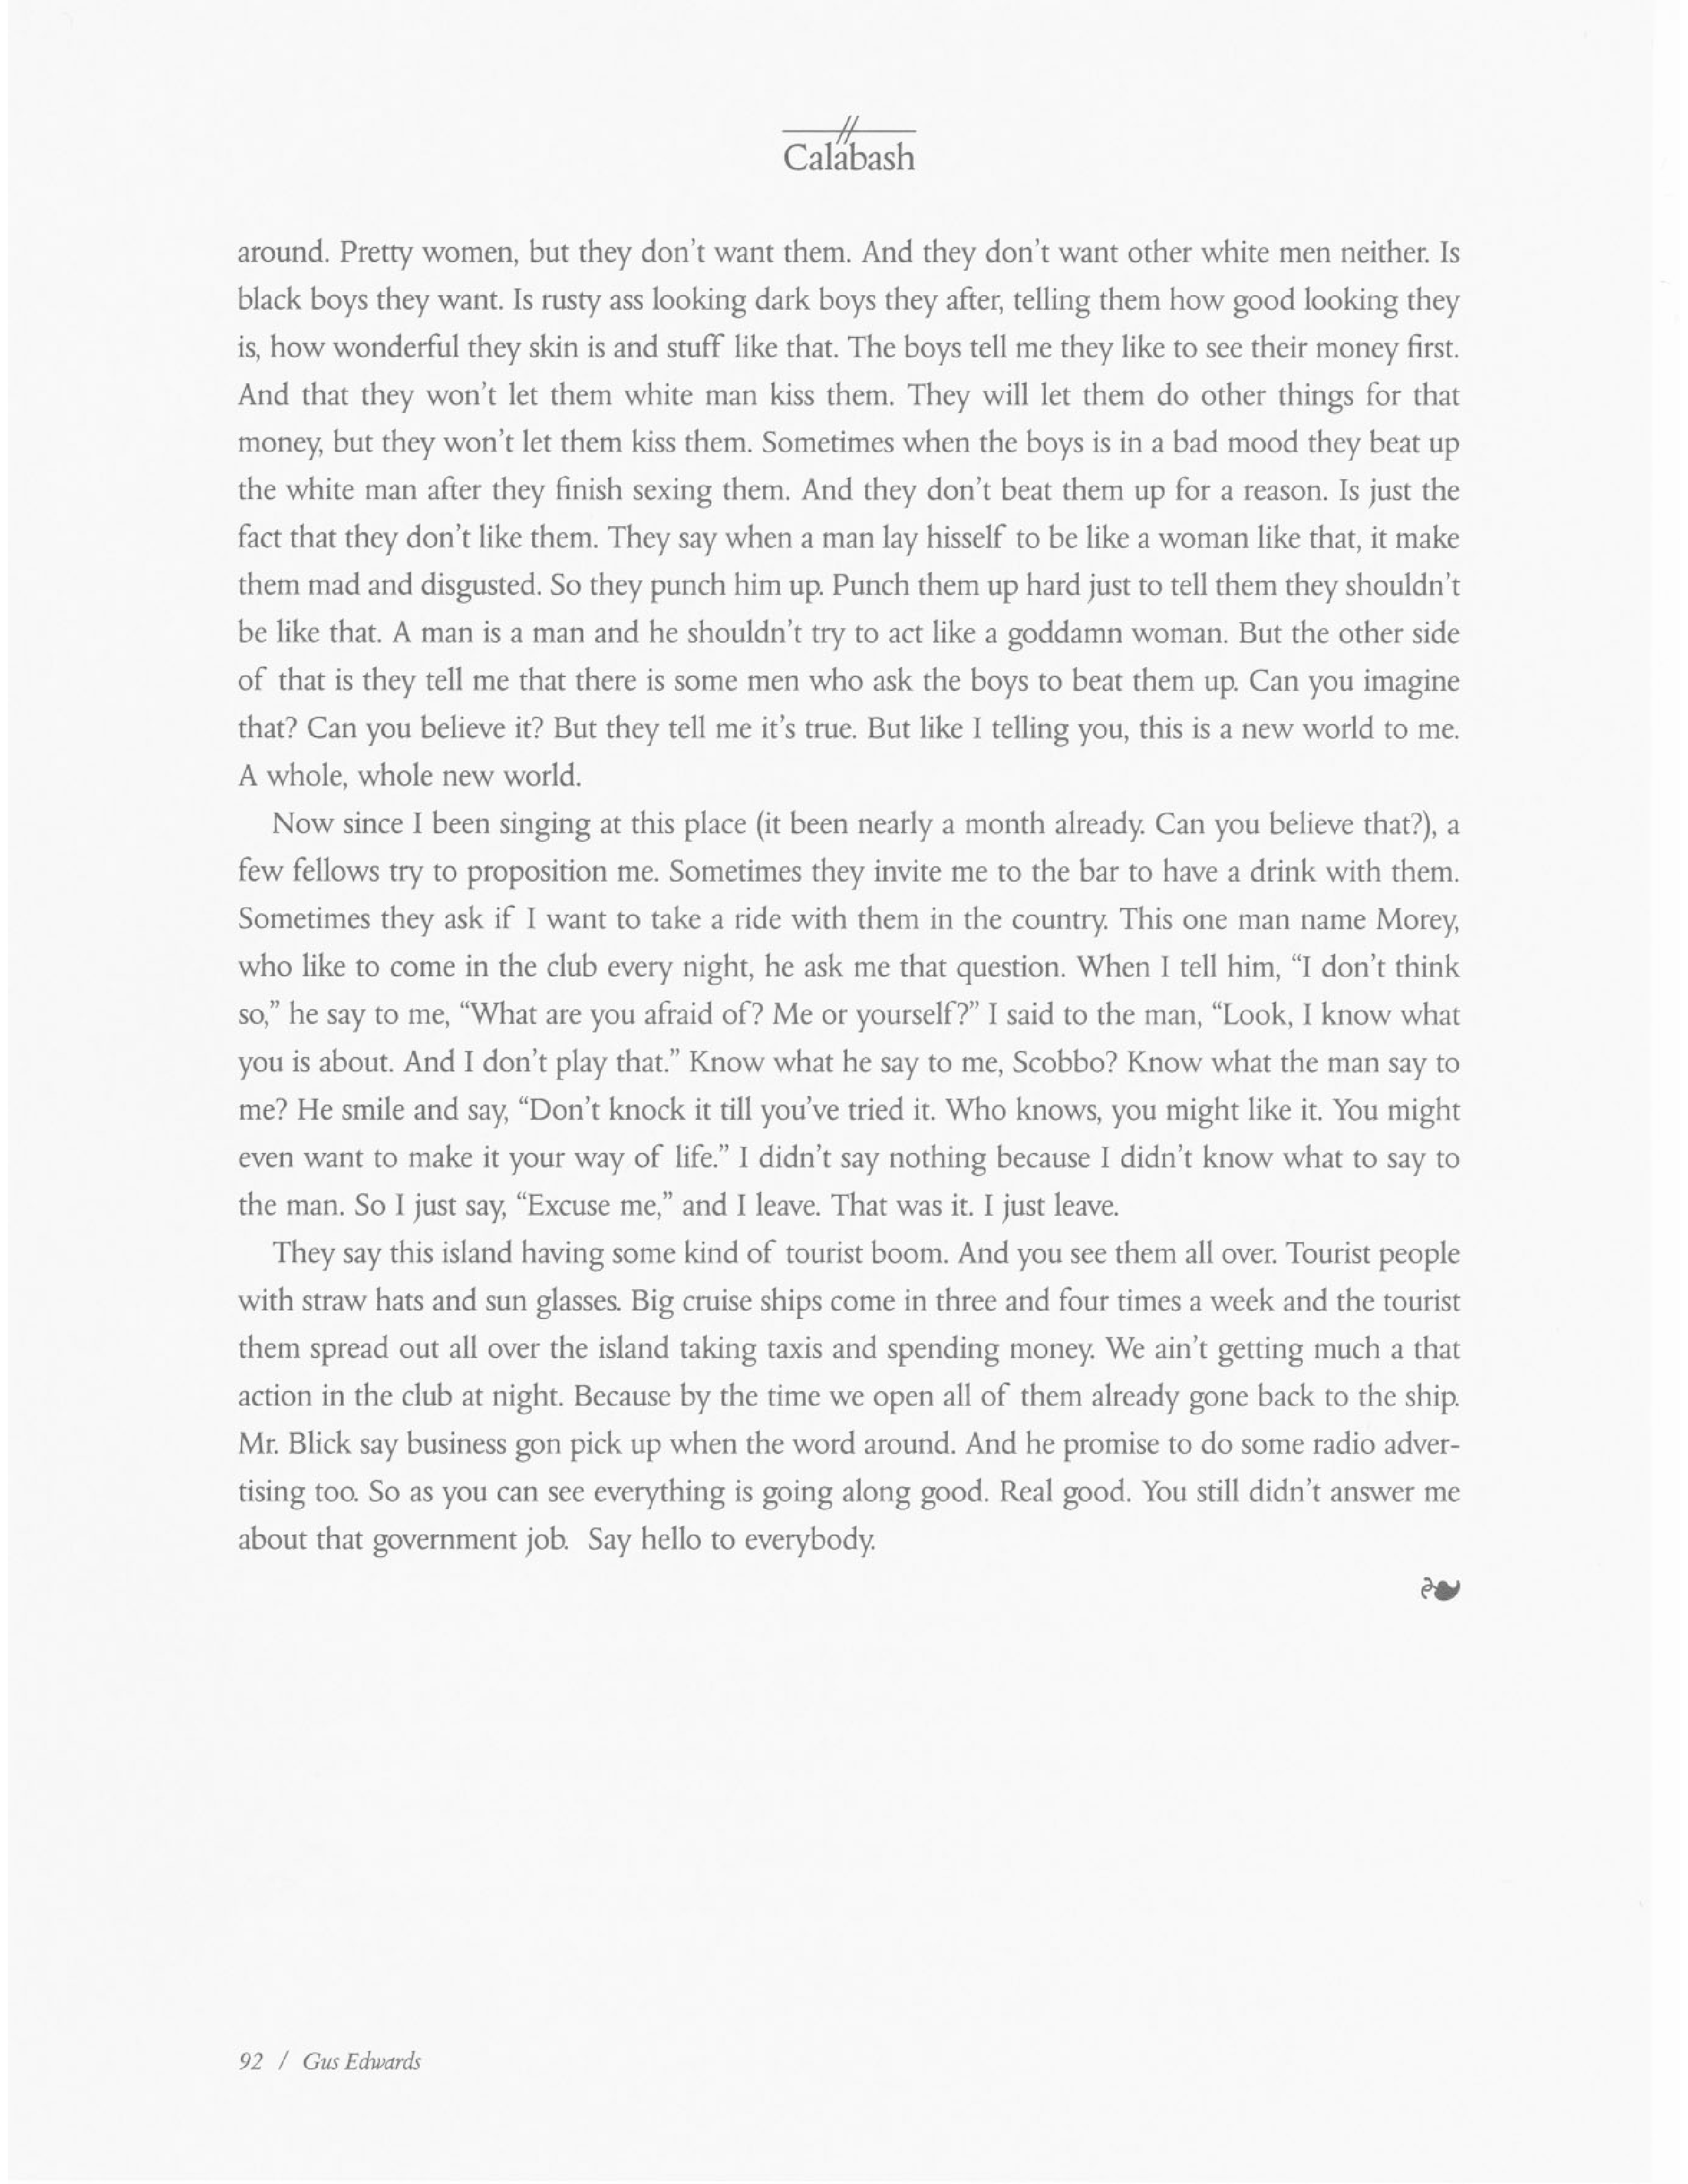 Calabash
around. Pretty women, but they don't want them. And they don't want other white men neither. Is
black boys they want. Is rusty ass looking dark boys they after, telling them how good looking they
is, how wonderful they skin is and stuff like that. The boys tell me they like to see their money first.
And that they won't let them white man kiss them. They will let them do other things for that
money, but they won't let them kiss them. Sometimes when the boys is in a bad mood they beat up
the white man after they finish sexing them. And they don't beat them up for a reason. Is just the
fact that they don't like them. They say when a man lay hisself to be like a woman like that, it make
them mad and disgusted. So they punch him up. Punch them up hard just to tell them they shouldn't
be like that. A man is a man and he shouldn't try to act like a goddamn woman. But the other side
of that is they tell me that there is some men who ask the boys to beat them up. Can you imagine
that? Can you believe it? But they tell me it's true. But like I telling you, this is a new world to me.
A whole, whole new world.
Now since I been singing at this place (it been nearly a month already. Can you believe that?), a
few fellows try to proposition me. Sometimes they invite me to the bar to have a drink with them.
Sometimes they ask if I want to take a ride with them in the country. This one man name Morey,
who like to come in the club every night, he ask me that question. When I tell him, “I don't think
so,” he say to me, “What are you afraid of? Me or yourself?” I said to the man, “Look, I know what
you is about. And I don't play that.” Know what he say to me, Scobbo? Know what the man say to
me? He smile and say, “Don't knock it till you've tried it. Who knows, you might like it. You might
even want to make it your way of life.” I didn't say nothing because I didn't know what to say to
the man. So I just say, “Excuse me,” and I leave. That was it. I just leave.
They say this island having some kind of tourist boom. And you see them all over. Tourist people
with straw hats and sun glasses. Big cruise ships come in three and four times a week and the tourist
them spread out all over the island taking taxis and spending money. We ain't getting much a that
action in the club at night. Because by the time we open all of them already gone back to the ship.
Mr. Blick say business gon pick up when the word around. And he promise to do some radio adver-
tising too. So as you can see everything is going along good. Real good. You still didn't answer me
about that government job. Say hello to everybody.
92 / Gus Edwards